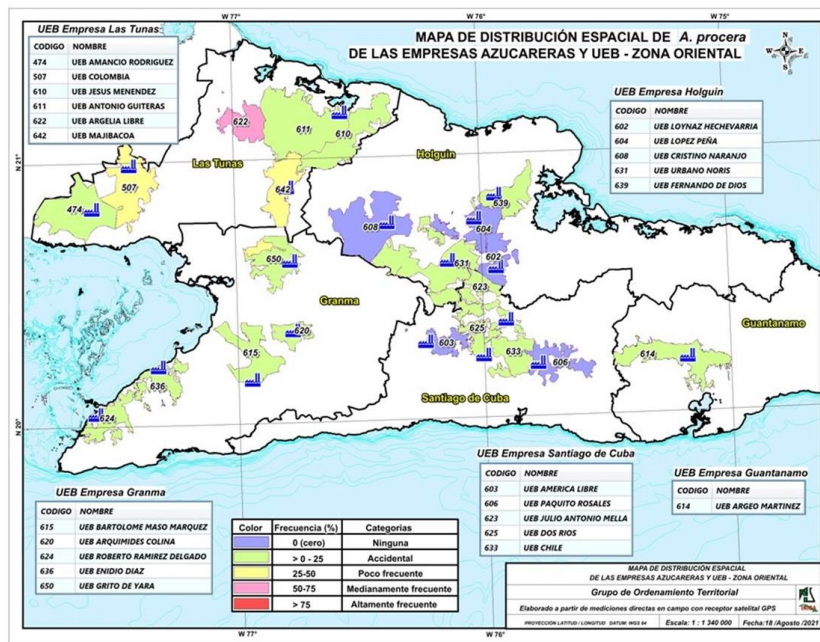 W 77°
W 76°
W 75°
UEB Empresa Las Tunas
CODIGO NOMBRE
474 UEB AMANCIO RODRIGUEZ
507 UEB COLOMBIA
610 UEB JESUS MENENDEZ
611 UEB ANTONIO GUITERAS
622 UEB ARGELIA LIBRE
642 UEB MAJIBACOA
MAPA DE DISTRIBUCIÓN ESPACIAL DE A. procera
DE LAS EMPRESAS AZUCARERAS Y UEB - ZONA ORIENTAL
N
W E
S
UEB Empresa Holguin
CODIGO NOMBRE
602 UEB LOYNAZ HECHEVARRIA
604 UEB LOPEZ PEÑA
608 UEB CRISTINO NARANJO
631 UEB URBANO NORIS
639 UEB FERNANDO DE DIOS
N 21°
N 20°
Las Tunas
Holguin
Granma
Santiago de Cuba
Guantanamo
622
611
610
507
474
642
608
639
604
602
631
623
650
620
615
625
603
633
606
614
636
624
UEB Empresa Granma
CODIGO NOMBRE
615 UEB BARTOLOME MASO MARQUEZ
620 UEB ARQUIMIDES COLINA
624 UEB ROBERTO RAMIREZ DELGADO
636 UEB ENIDIO DIAZ
650 UEB GRITO DE YARA
Color Frecuencia (%) Categorias
0 (cero) Ninguna
> 0 - 25 Accidental
25-50 Poco frecuente
50-75 Medianamente frecuente
> 75 Altamente frecuente
UEB Empresa Santiago de Cuba
CODIGO NOMBRE
603 UEB AMERICA LIBRE
606 UEB PAQUITO ROSALES
623 UEB JULIO ANTONIO MELLA
625 UEB DOS RIOS
633 UEB CHILE
UEB Empresa Guantanamo
CODIGO NOMBRE
614 UEB ARGEO MARTINEZ
MAPA DE DISTRIBUCIÓN ESPACIAL
DE LAS EMPRESAS AZUCARERAS Y UEB - ZONA ORIENTAL
Grupo de Ordenamiento Territorial
Elaborado a partir de mediciones directas en campo con receptor satelital GPS
PROYECCIÓN LATITUD / LONGITUD DATUM: WGS 84 Escala: 1 : 1 340 000 Fecha:18 /Agosto /2021
W 77°
W 76°